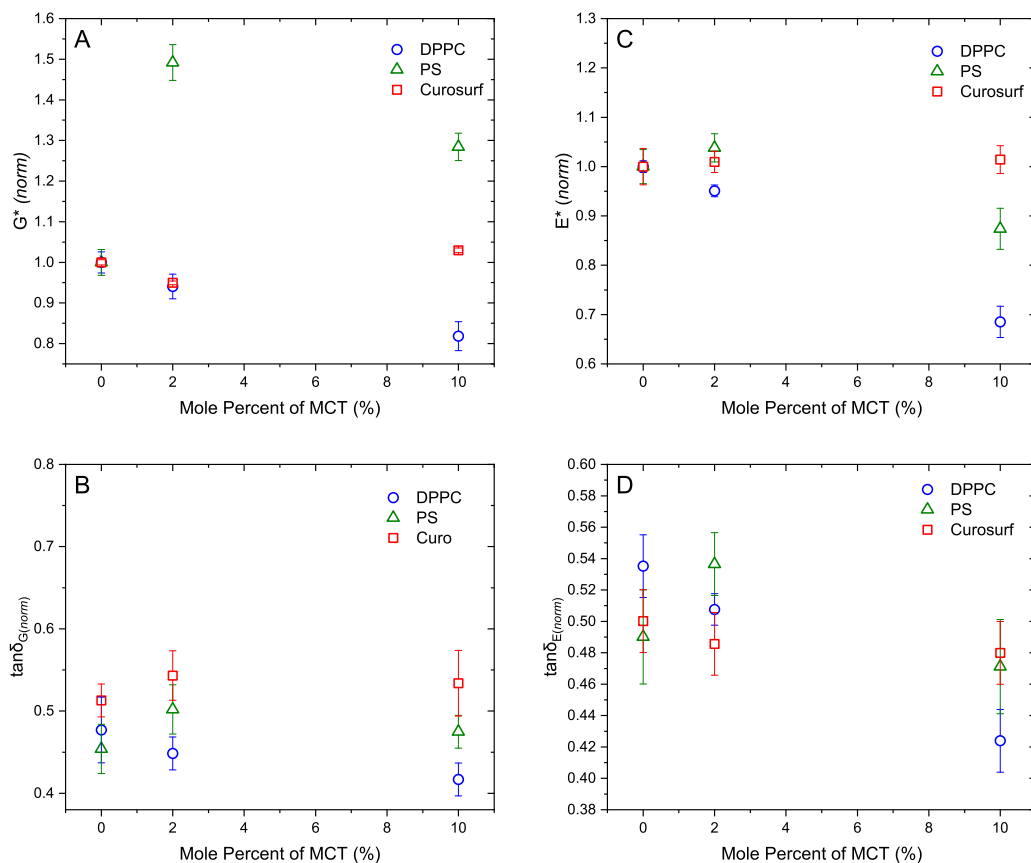 A
DPPC
PS
Curosurf
G* (norm)
1.6
1.5
1.4
1.3
1.2
1.1
1.0
0.9
0.8
0 2 4 6 8 10
Mole Percent of MCT (%)
C
DPPC
PS
Curosurf
E* (norm)
1.3
1.2
1.1
1.0
0.9
0.8
0.7
0.6
0 2 4 6 8 10
Mole Percent of MCT (%)
B
DPPC
PS
Curo
tanδG(norm)
0.8
0.7
0.6
0.5
0.4
0 2 4 6 8 10
Mole Percent of MCT (%)
D
DPPC
PS
Curosurf
tanδE(norm)
0.60
0.58
0.56
0.54
0.52
0.50
0.48
0.46
0.44
0.42
0.40
0.38
0 2 4 6 8 10
Mole Percent of MCT (%)